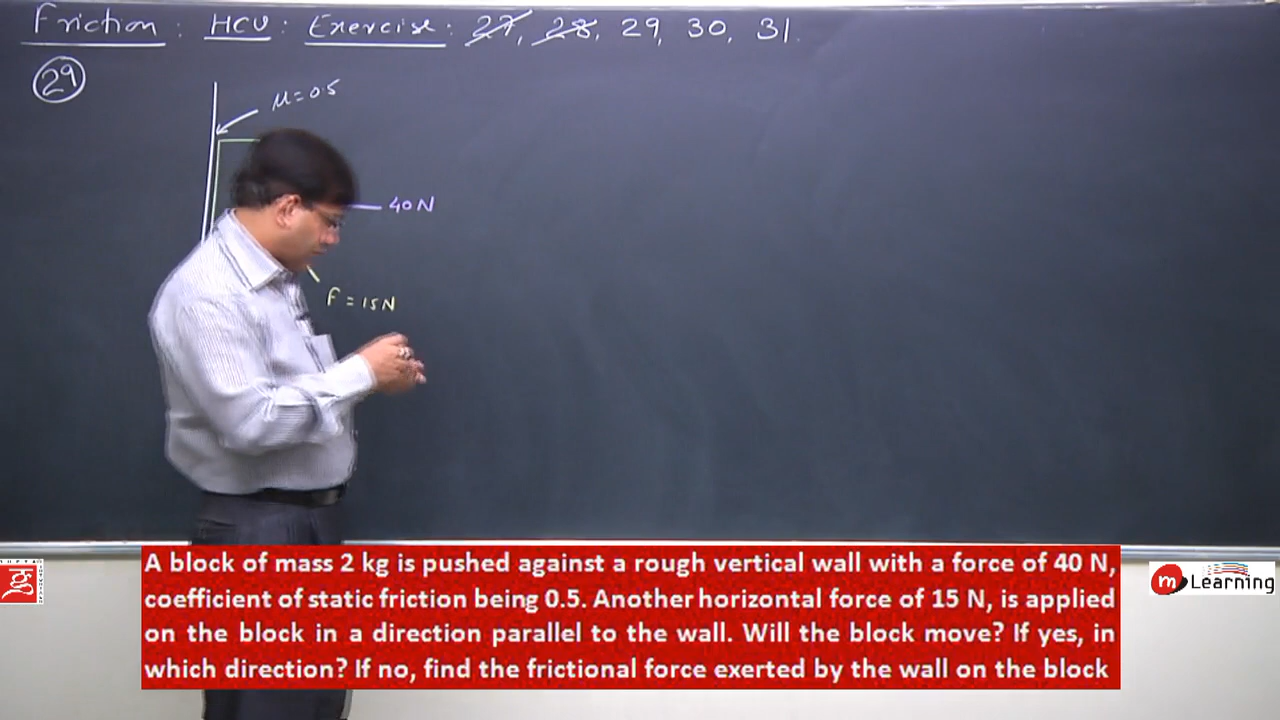 Friction : HCV : Exercise : 27, 28, 29, 30, 31.
29
μ = 0.5
40 N
F = 15 N
A block of mass 2 kg is pushed against a rough vertical wall with a force of 40 N,
coefficient of static friction being 0.5. Another horizontal force of 15 N, is applied
on the block in a direction parallel to the wall. Will the block move? If yes, in
which direction? If no, find the frictional force exerted by the wall on the block
m Learning